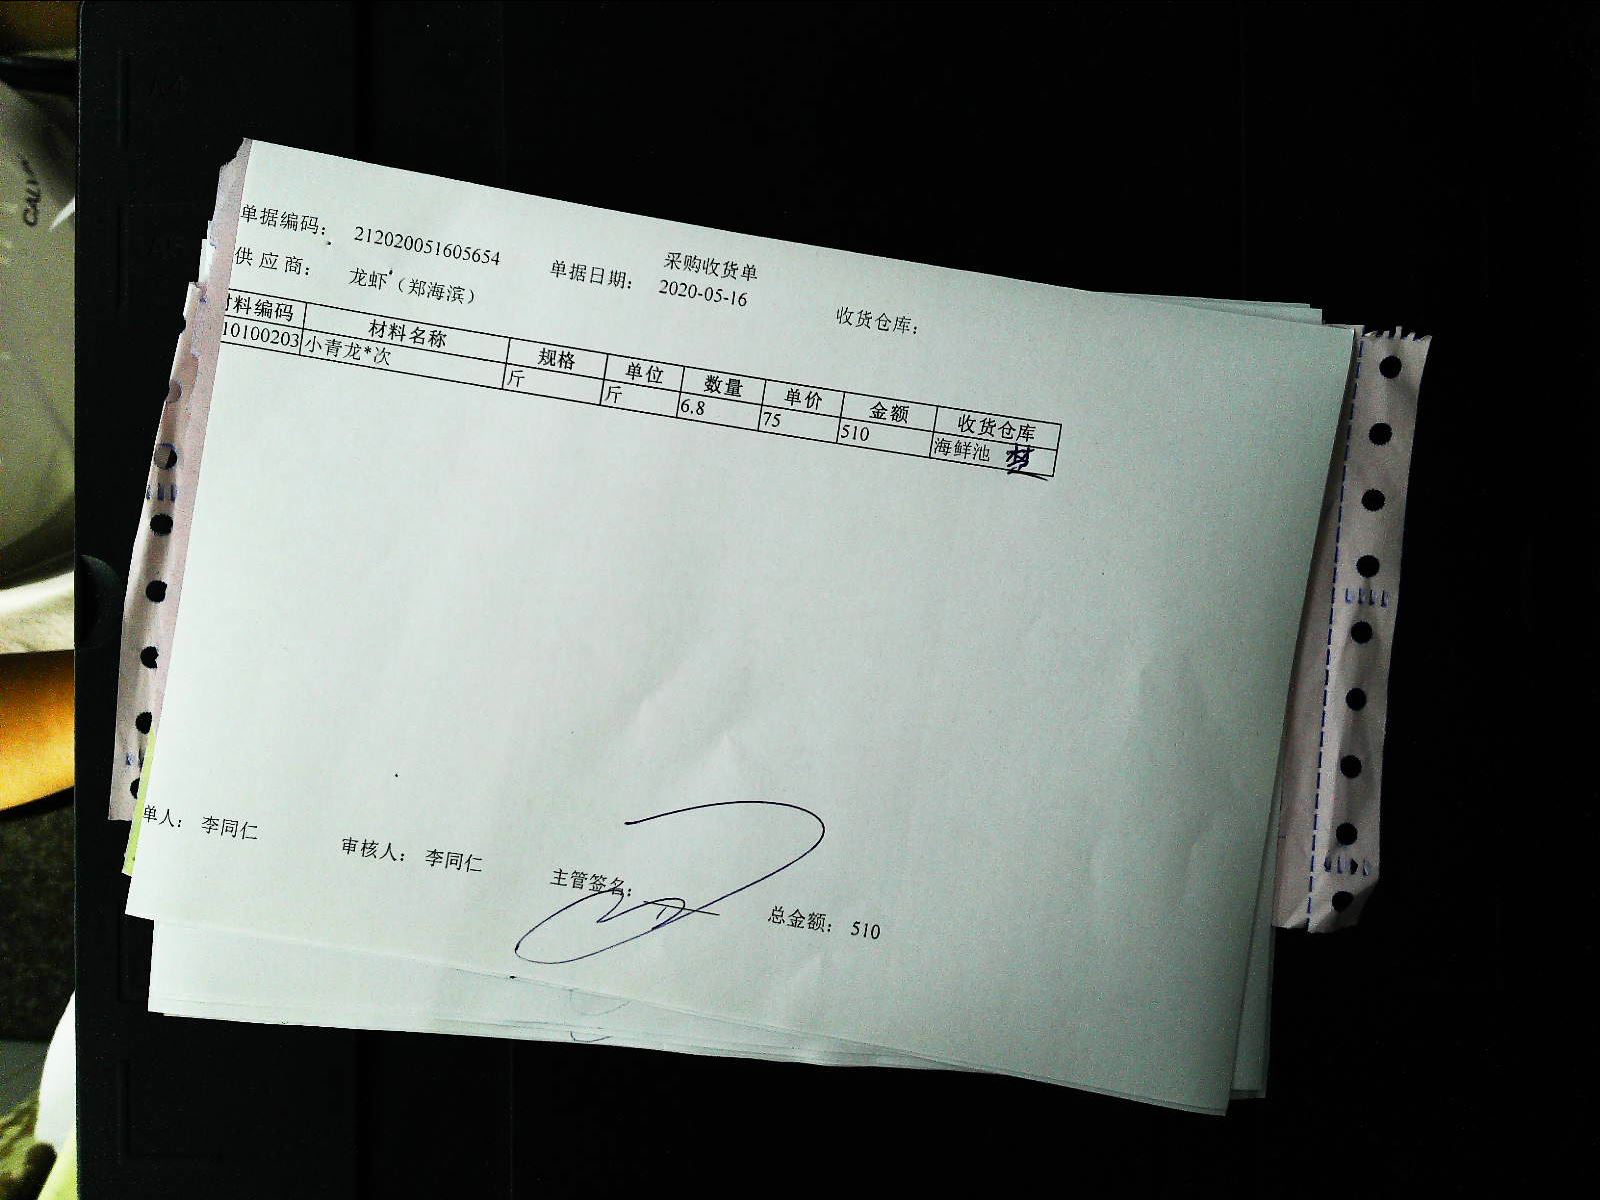 采购收货单
单据编码： 212020051605654 单据日期： 2020-05-16 收货仓库：
供 应 商： 龙虾（郑海滨）
料编码 材料名称 规格 单位 数量 单价 金额 收货仓库
10100203 小青龙*次 斤 斤 6.8 75 510 海鲜池
单人： 李同仁 审核人： 李同仁 主管签名： 总金额： 510